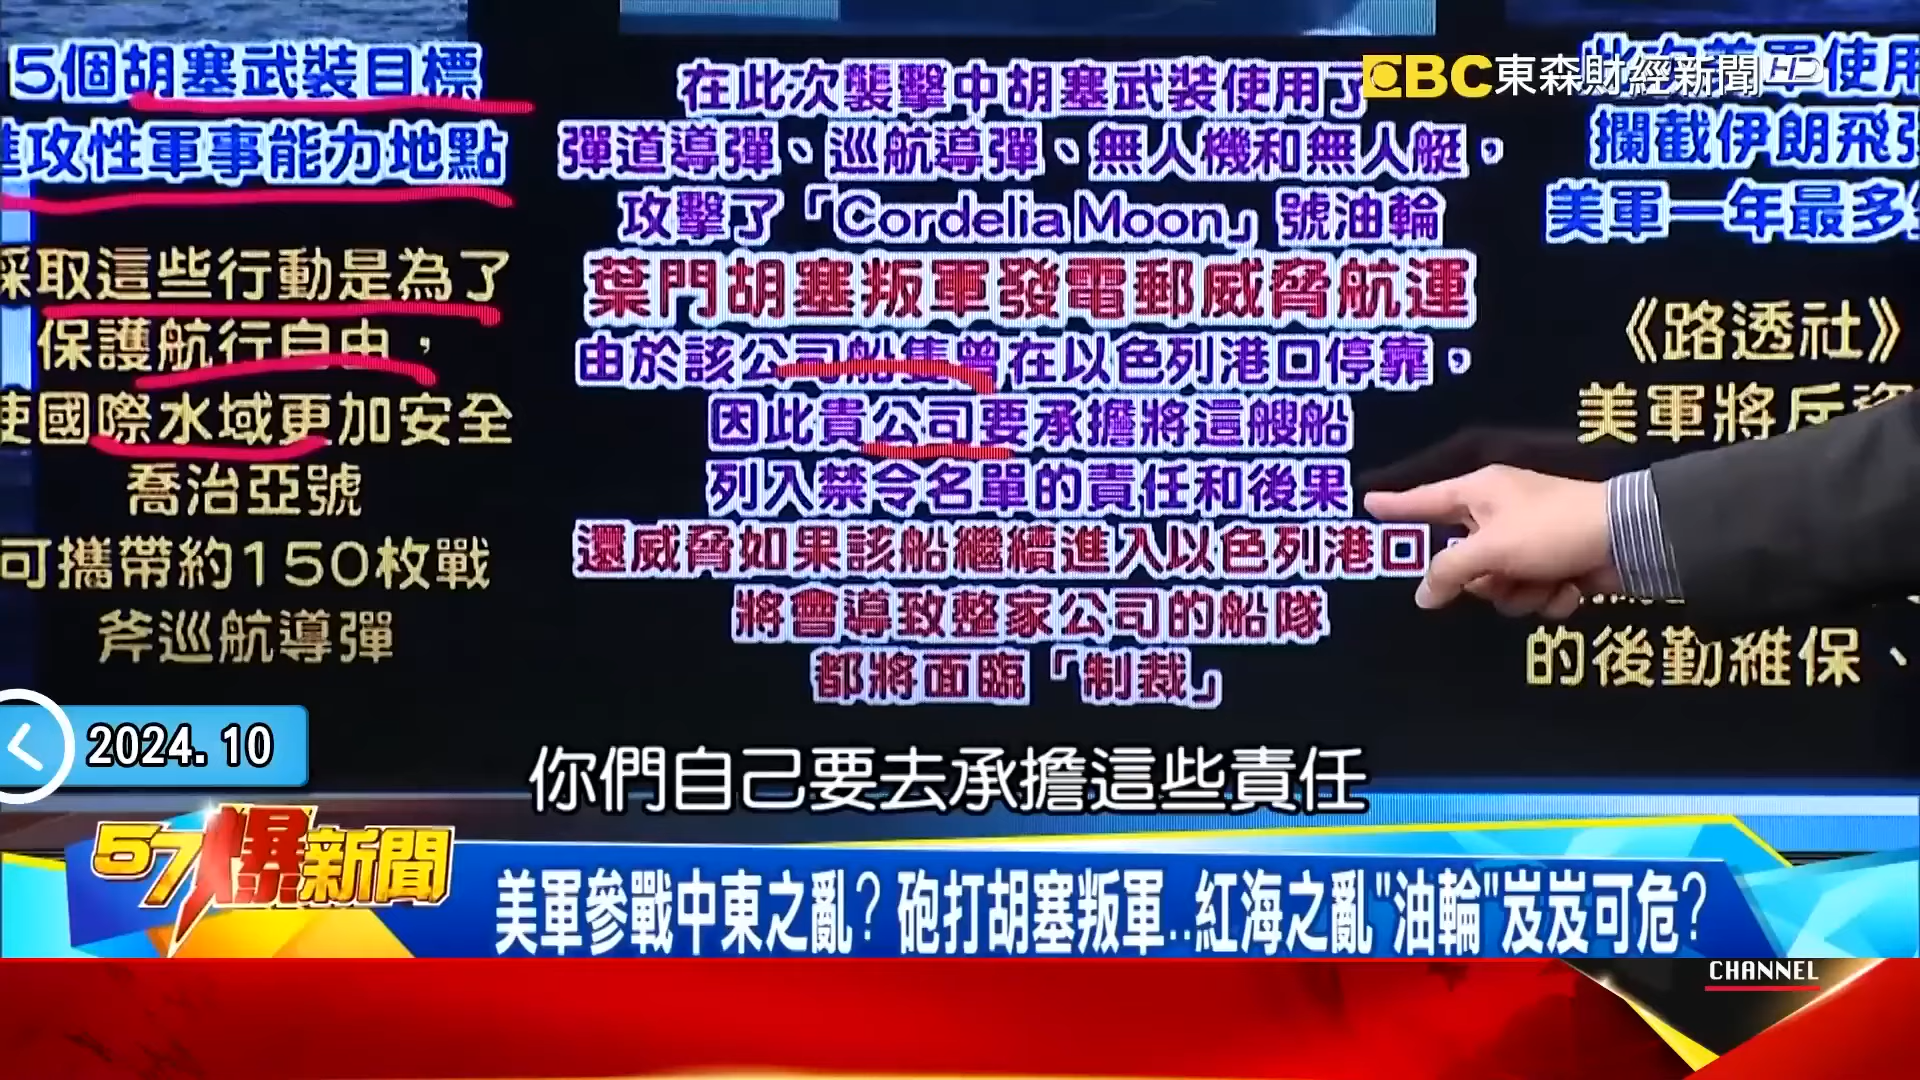 5個胡塞武裝目標
攻性軍事能力地點
採取這些行動是為了
保護航行自由，
使國際水域更加安全
喬治亞號
可攜帶約150枚戰
斧巡航導彈
在此次襲擊中胡塞武裝使用了
彈道導彈、巡航導彈、無人機和無人艇，
攻擊了「Cordelia Moon」號油輪
葉門胡塞叛軍發電郵威脅航運
由於該公司船隻曾在以色列港口停靠，
因此貴公司要承擔將這艘船
列入禁令名單的責任和後果
還威脅如果該船繼續進入以色列港口，
將會導致整家公司的船隊
都將面臨「制裁」
EBC東森財經新聞HD
此次美軍使用
攔截伊朗飛彈
美軍一年最多
《路透社》
美軍將斥資
的後勤維保、
2024.10
你們自己要去承擔這些責任
57爆新聞
美軍參戰中東之亂？砲打胡塞叛軍..紅海之亂"油輪"岌岌可危？
CHANNEL